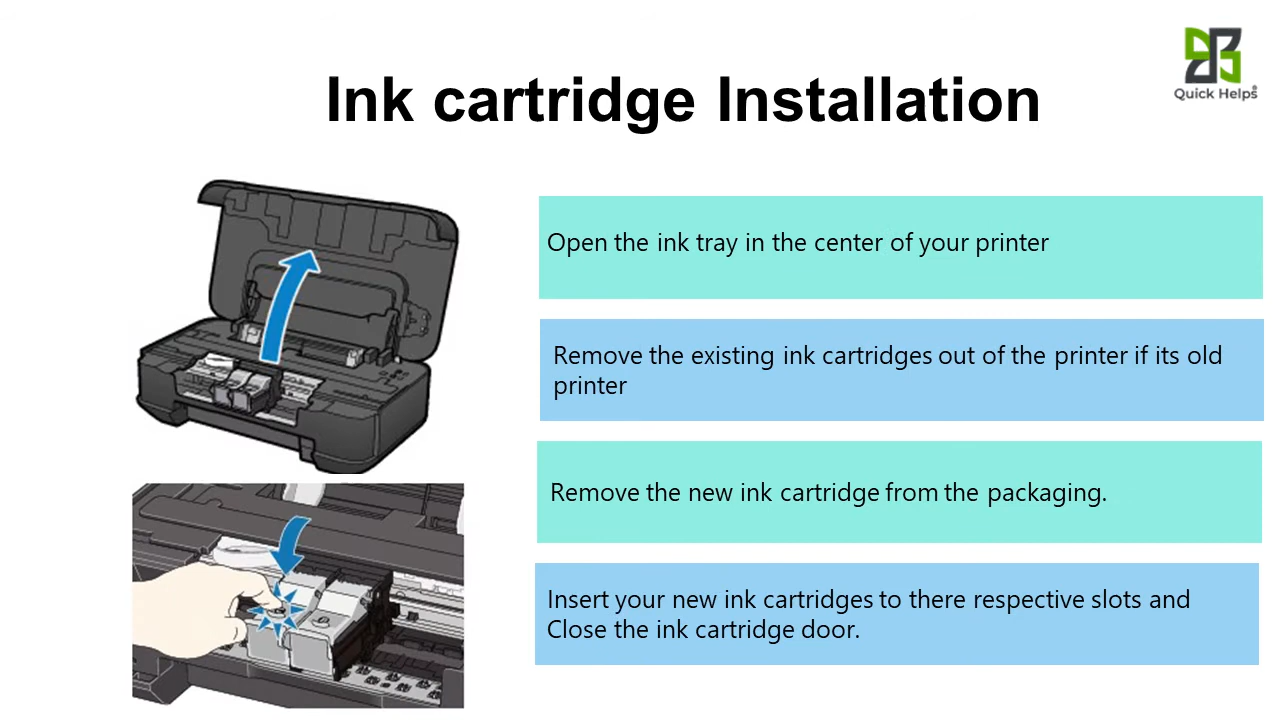 Ink cartridge Installation
Quick Helps®
Open the ink tray in the center of your printer
Remove the existing ink cartridges out of the printer if its old
printer
Remove the new ink cartridge from the packaging.
Insert your new ink cartridges to there respective slots and
Close the ink cartridge door.